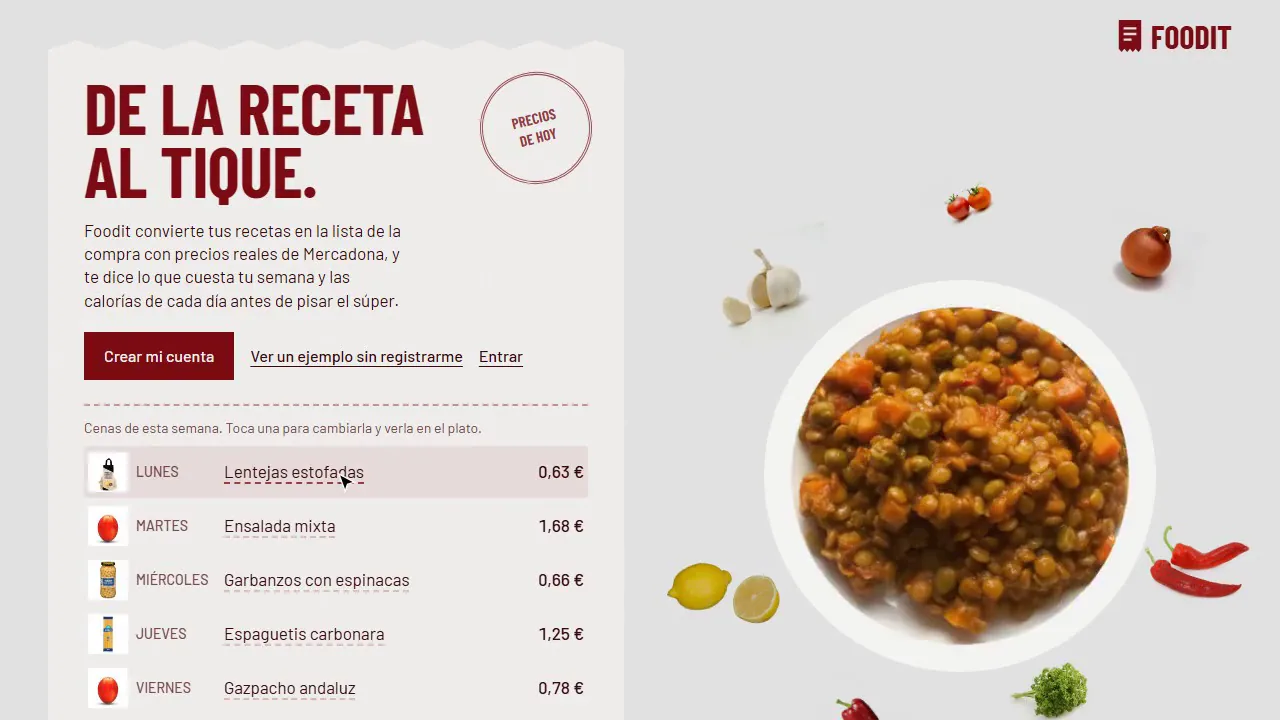 FOODIT
DE LA RECETA
AL TIQUE.
PRECIOS
DE HOY
Foodit convierte tus recetas en la lista de la
compra con precios reales de Mercadona, y
te dice lo que cuesta tu semana y las
calorías de cada día antes de pisar el súper.
Crear mi cuenta
Ver un ejemplo sin registrarme
Entrar
Cenas de esta semana. Toca una para cambiarla y verla en el plato.
LUNES Lentejas estofadas 0,63 €
MARTES Ensalada mixta 1,68 €
MIÉRCOLES Garbanzos con espinacas 0,66 €
JUEVES Espaguetis carbonara 1,25 €
VIERNES Gazpacho andaluz 0,78 €